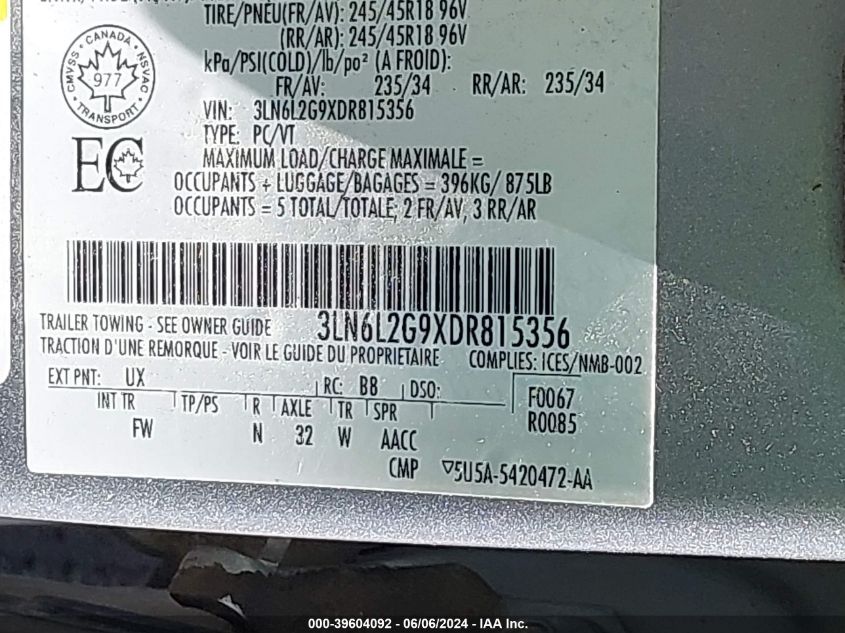 TIRE/PNEU(FR/AV): 245/45R18 96V
(RR/AR): 245/45R18 96V
kPa/PSI(COLD)/lb/po² (A FROID):
FR/AV: 235/34 RR/AR: 235/34
CANADA
CMVSS 977 NSVAC
TRANSPORT
VIN: 3LN6L2G9XDR815356
TYPE: PC/VT
EC
MAXIMUM LOAD/CHARGE MAXIMALE =
OCCUPANTS + LUGGAGE/BAGAGES = 396KG/ 875LB
OCCUPANTS = 5 TOTAL/TOTALE, 2 FR/AV, 3 RR/AR
3LN6L2G9XDR815356
TRAILER TOWING - SEE OWNER GUIDE
TRACTION D'UNE REMORQUE - VOIR LE GUIDE DU PROPRIETAIRE
COMPLIES: ICES/NMB-002
EXT PNT: UX RC: B8 DSO: F0067
INT TR TP/PS R AXLE TR SPR R0085
FW N 32 W AACC
CMP 5U5A-5420472-AA
000-39604092 - 06/06/2024 - IAA Inc.